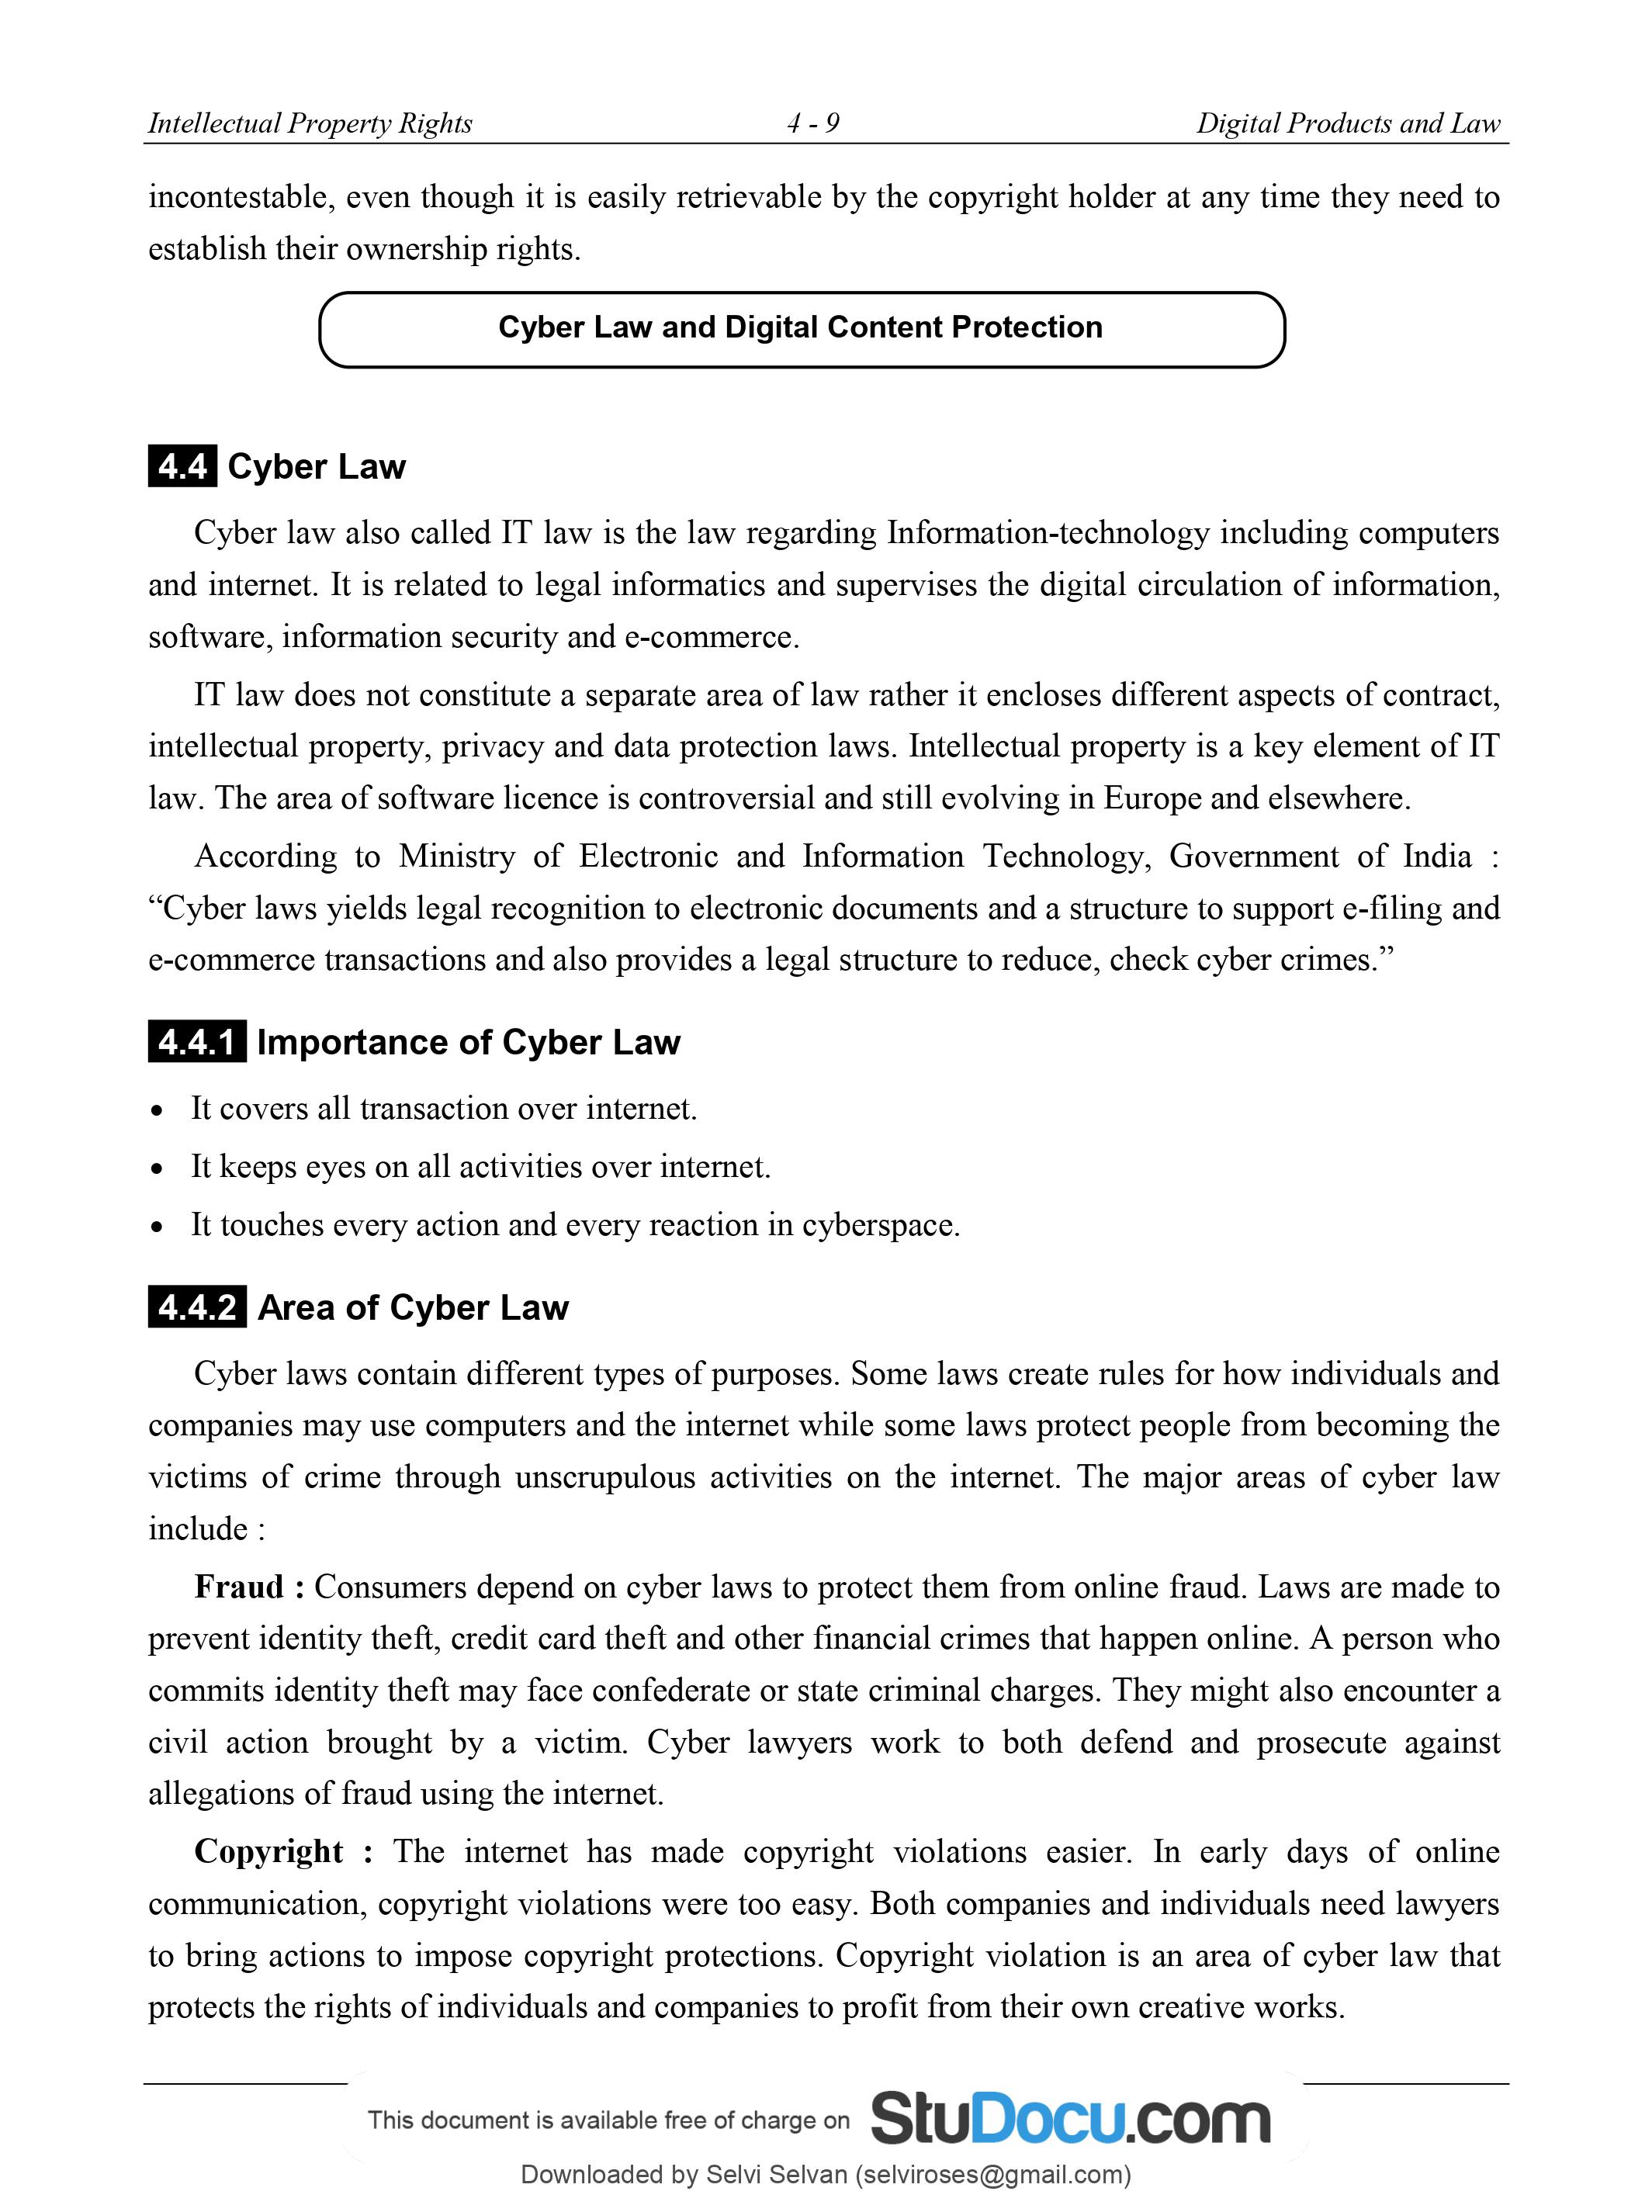 Intellectual Property Rights 4 - 9 Digital Products and Law
incontestable, even though it is easily retrievable by the copyright holder at any time they need to
establish their ownership rights.
Cyber Law and Digital Content Protection
4.4 Cyber Law
Cyber law also called IT law is the law regarding Information-technology including computers
and internet. It is related to legal informatics and supervises the digital circulation of information,
software, information security and e-commerce.
IT law does not constitute a separate area of law rather it encloses different aspects of contract,
intellectual property, privacy and data protection laws. Intellectual property is a key element of IT
law. The area of software licence is controversial and still evolving in Europe and elsewhere.
According to Ministry of Electronic and Information Technology, Government of India :
“Cyber laws yields legal recognition to electronic documents and a structure to support e-filing and
e-commerce transactions and also provides a legal structure to reduce, check cyber crimes.”
4.4.1 Importance of Cyber Law
• It covers all transaction over internet.
• It keeps eyes on all activities over internet.
• It touches every action and every reaction in cyberspace.
4.4.2 Area of Cyber Law
Cyber laws contain different types of purposes. Some laws create rules for how individuals and
companies may use computers and the internet while some laws protect people from becoming the
victims of crime through unscrupulous activities on the internet. The major areas of cyber law
include :
Fraud : Consumers depend on cyber laws to protect them from online fraud. Laws are made to
prevent identity theft, credit card theft and other financial crimes that happen online. A person who
commits identity theft may face confederate or state criminal charges. They might also encounter a
civil action brought by a victim. Cyber lawyers work to both defend and prosecute against
allegations of fraud using the internet.
Copyright : The internet has made copyright violations easier. In early days of online
communication, copyright violations were too easy. Both companies and individuals need lawyers
to bring actions to impose copyright protections. Copyright violation is an area of cyber law that
protects the rights of individuals and companies to profit from their own creative works.
This document is available free of charge on StuDocu.com
Downloaded by Selvi Selvan (selviroses@gmail.com)